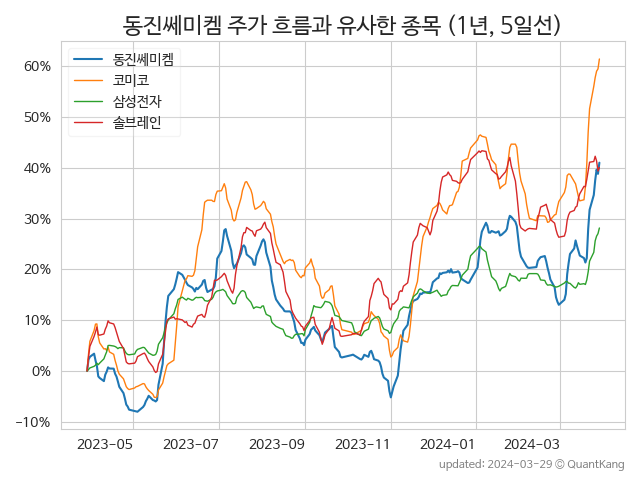 동진쎄미켐 주가 흐름과 유사한 종목 (1년, 5일선)
동진쎄미켐
코미코
삼성전자
솔브레인
60%
50%
40%
30%
20%
10%
0%
−10%
2023-05 2023-07 2023-09 2023-11 2024-01 2024-03
updated: 2024-03-29 © QuantKang